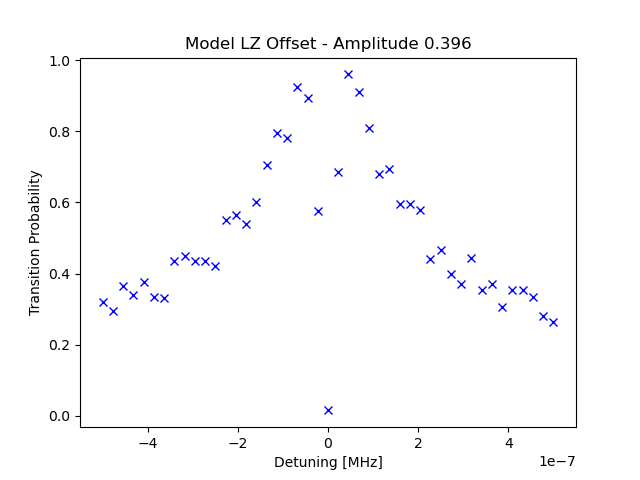 Model LZ Offset - Amplitude 0.396
1.0
0.8
0.6
0.4
0.2
0.0
Transition Probability
−4
−2
0
2
4
1e−7
Detuning [MHz]